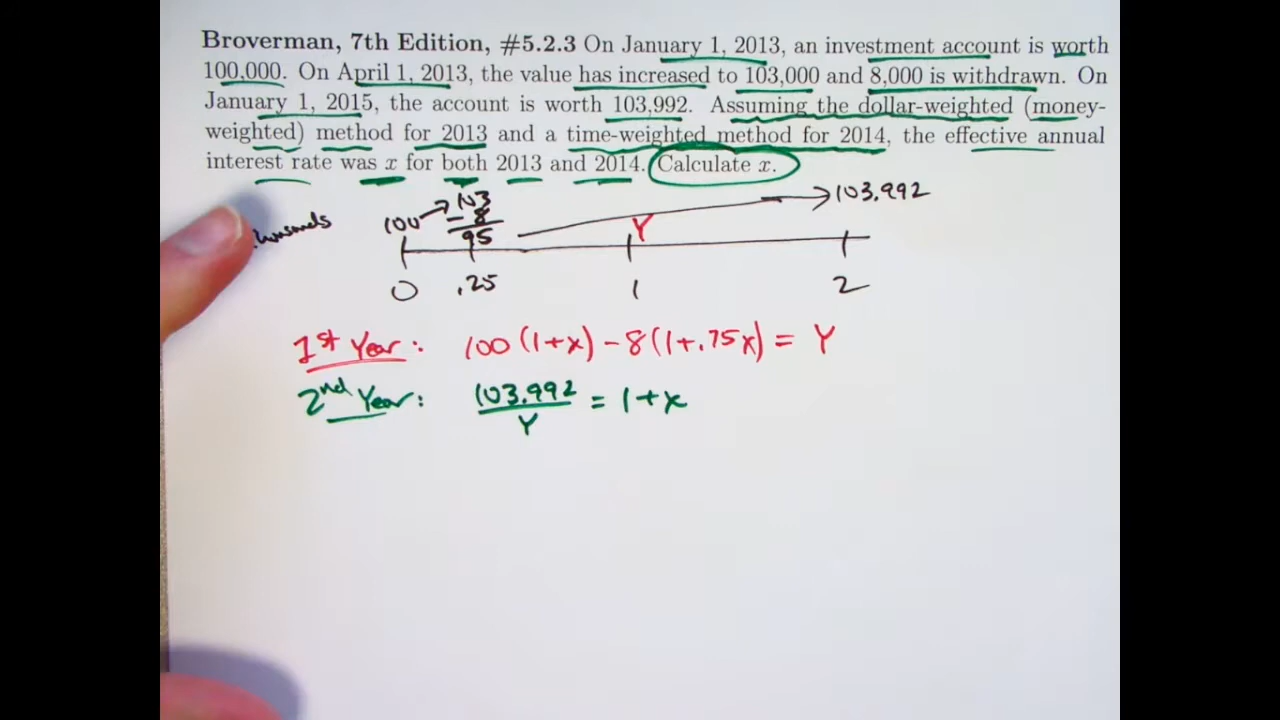 Broverman, 7th Edition, #5.2.3 On January 1, 2013, an investment account is worth
100,000. On April 1, 2013, the value has increased to 103,000 and 8,000 is withdrawn. On
January 1, 2015, the account is worth 103,992. Assuming the dollar-weighted (money-
weighted) method for 2013 and a time-weighted method for 2014, the effective annual
interest rate was x for both 2013 and 2014. Calculate x.
100 → 103
- 8
95
Y
→ 103.992
0 .25 1 2
1st Year: 100(1+x) - 8(1+.75x) = Y
2nd Year: 103.992/Y = 1+x